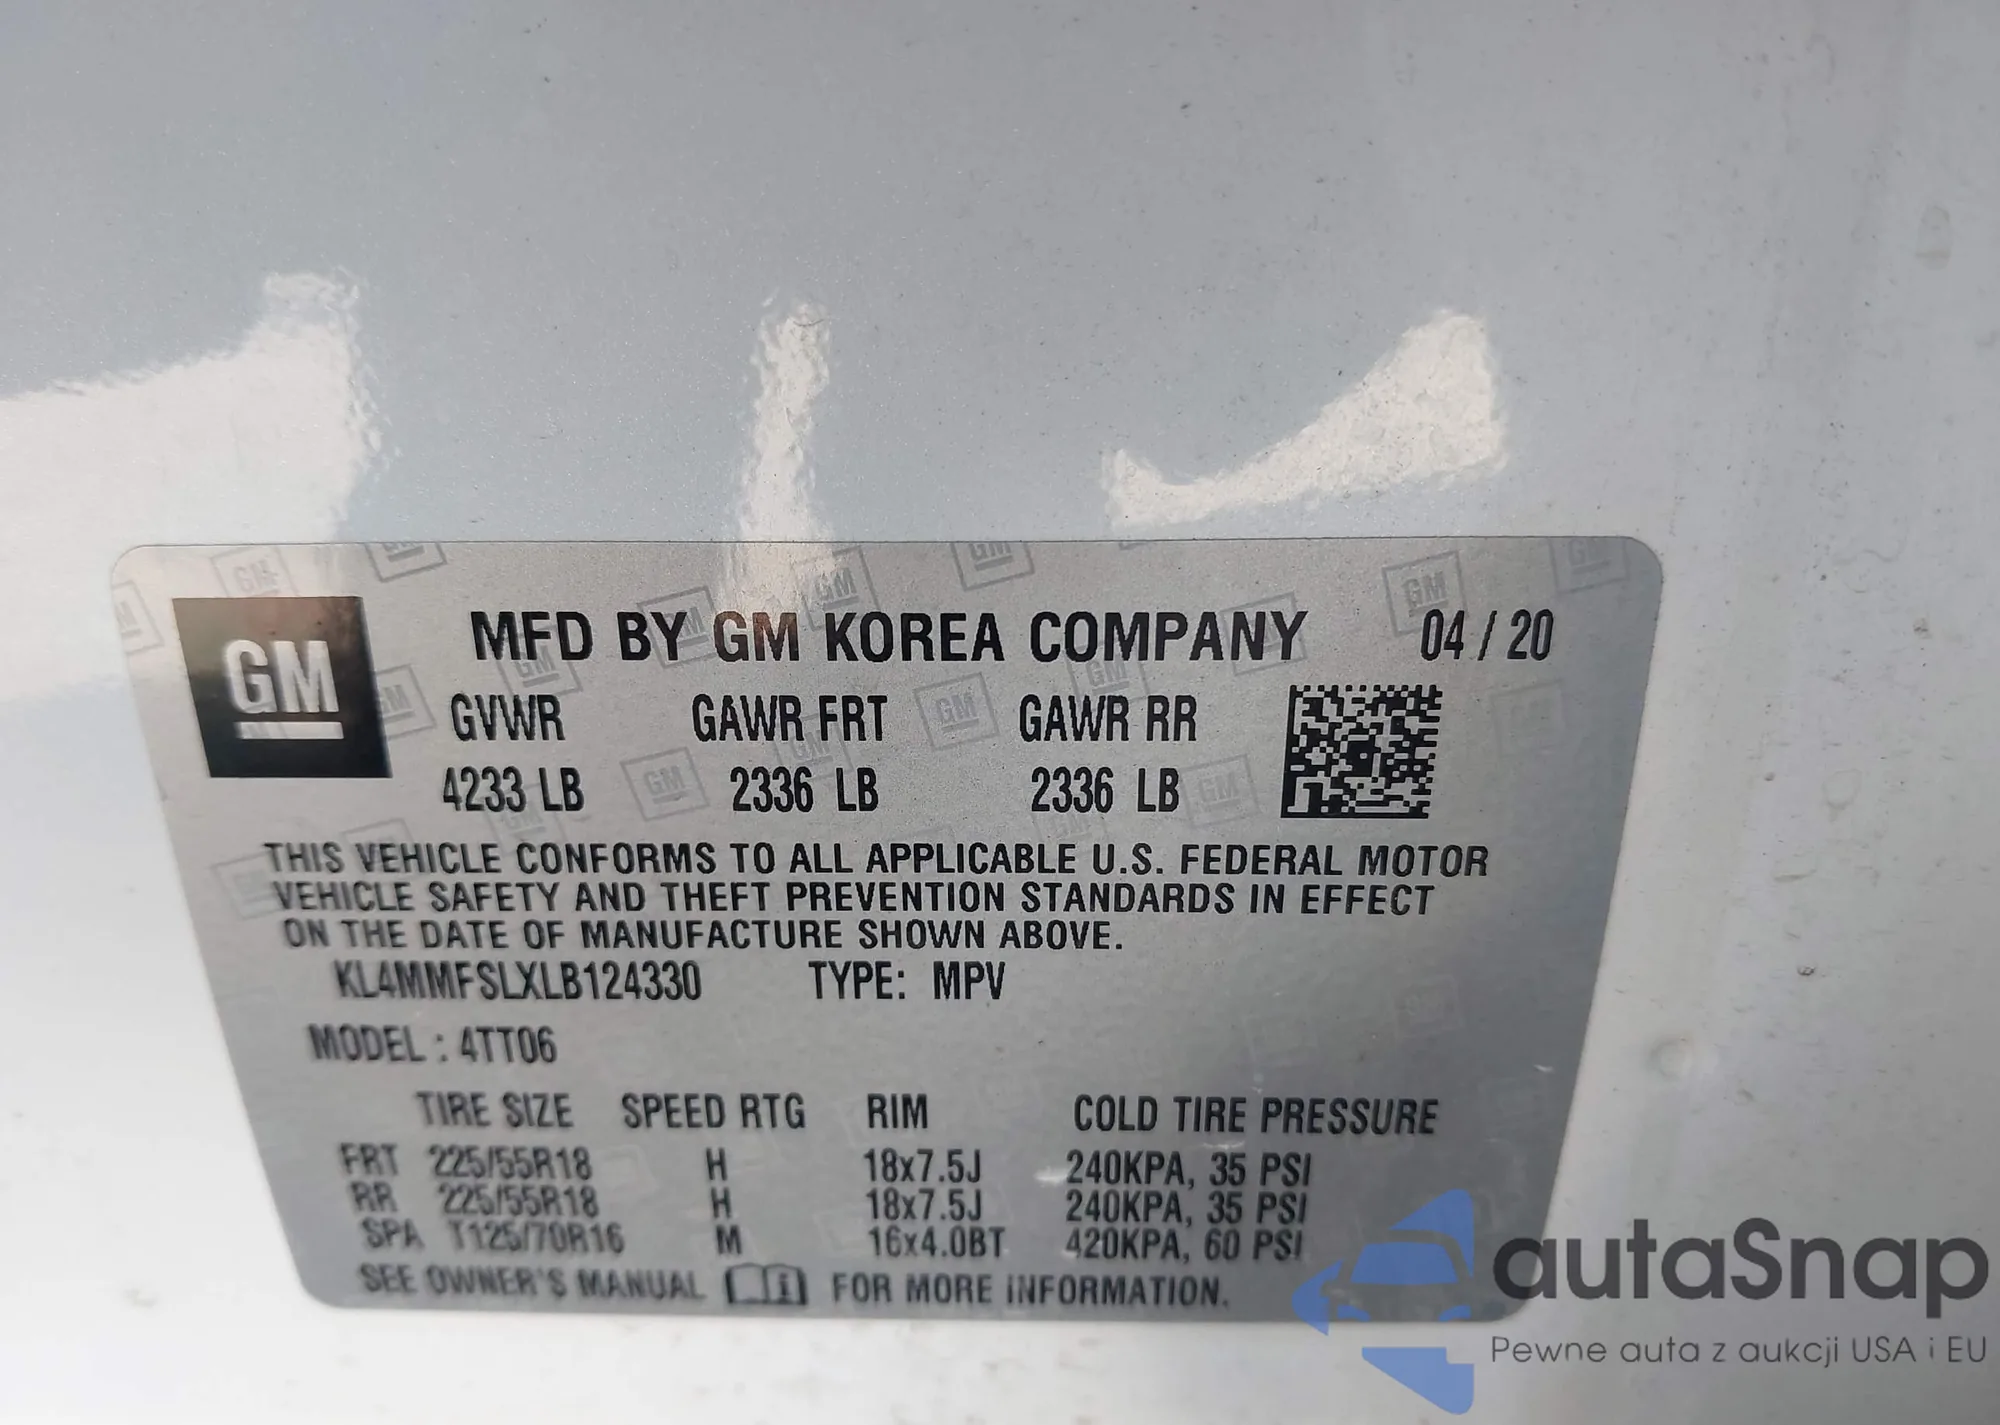 GM
MFD BY GM KOREA COMPANY 04 / 20
GVWR GAWR FRT GAWR RR
4233 LB 2336 LB 2336 LB
THIS VEHICLE CONFORMS TO ALL APPLICABLE U.S. FEDERAL MOTOR
VEHICLE SAFETY AND THEFT PREVENTION STANDARDS IN EFFECT
ON THE DATE OF MANUFACTURE SHOWN ABOVE.
KL4MMFSLXLB124330 TYPE: MPV
MODEL : 4TT06
TIRE SIZE SPEED RTG RIM COLD TIRE PRESSURE
FRT 225/55R18 H 18x7.5J 240KPA, 35 PSI
RR 225/55R18 H 18x7.5J 240KPA, 35 PSI
SPA T125/70R16 M 16x4.0BT 420KPA, 60 PSI
SEE OWNER'S MANUAL i FOR MORE INFORMATION.
autaSnap
Pewne auta z aukcji USA i EU